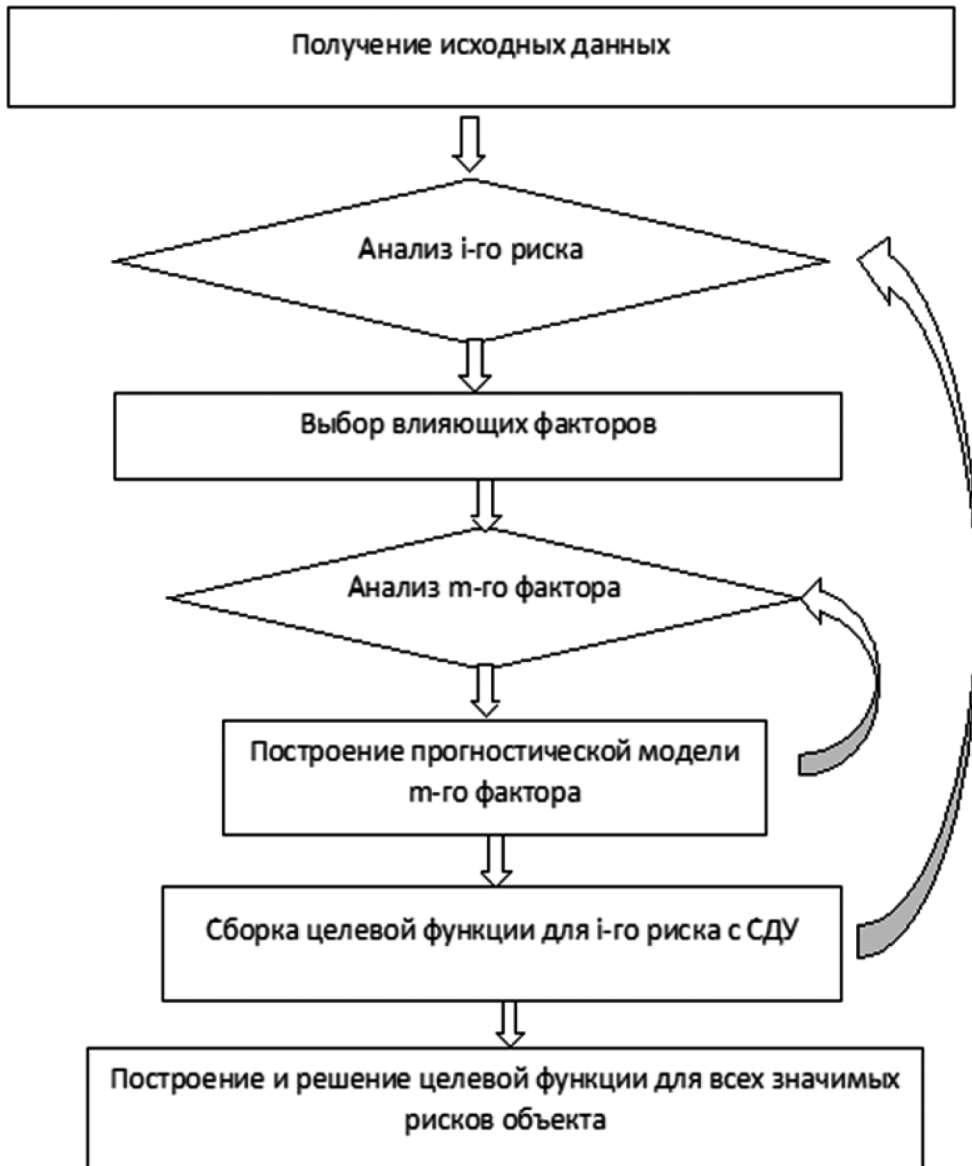 Получение исходных данных
Анализ i-го риска
Выбор влияющих факторов
Анализ m-го фактора
Построение прогностической модели
m-го фактора
Сборка целевой функции для i-го риска с СДУ
Построение и решение целевой функции для всех значимых
рисков объекта